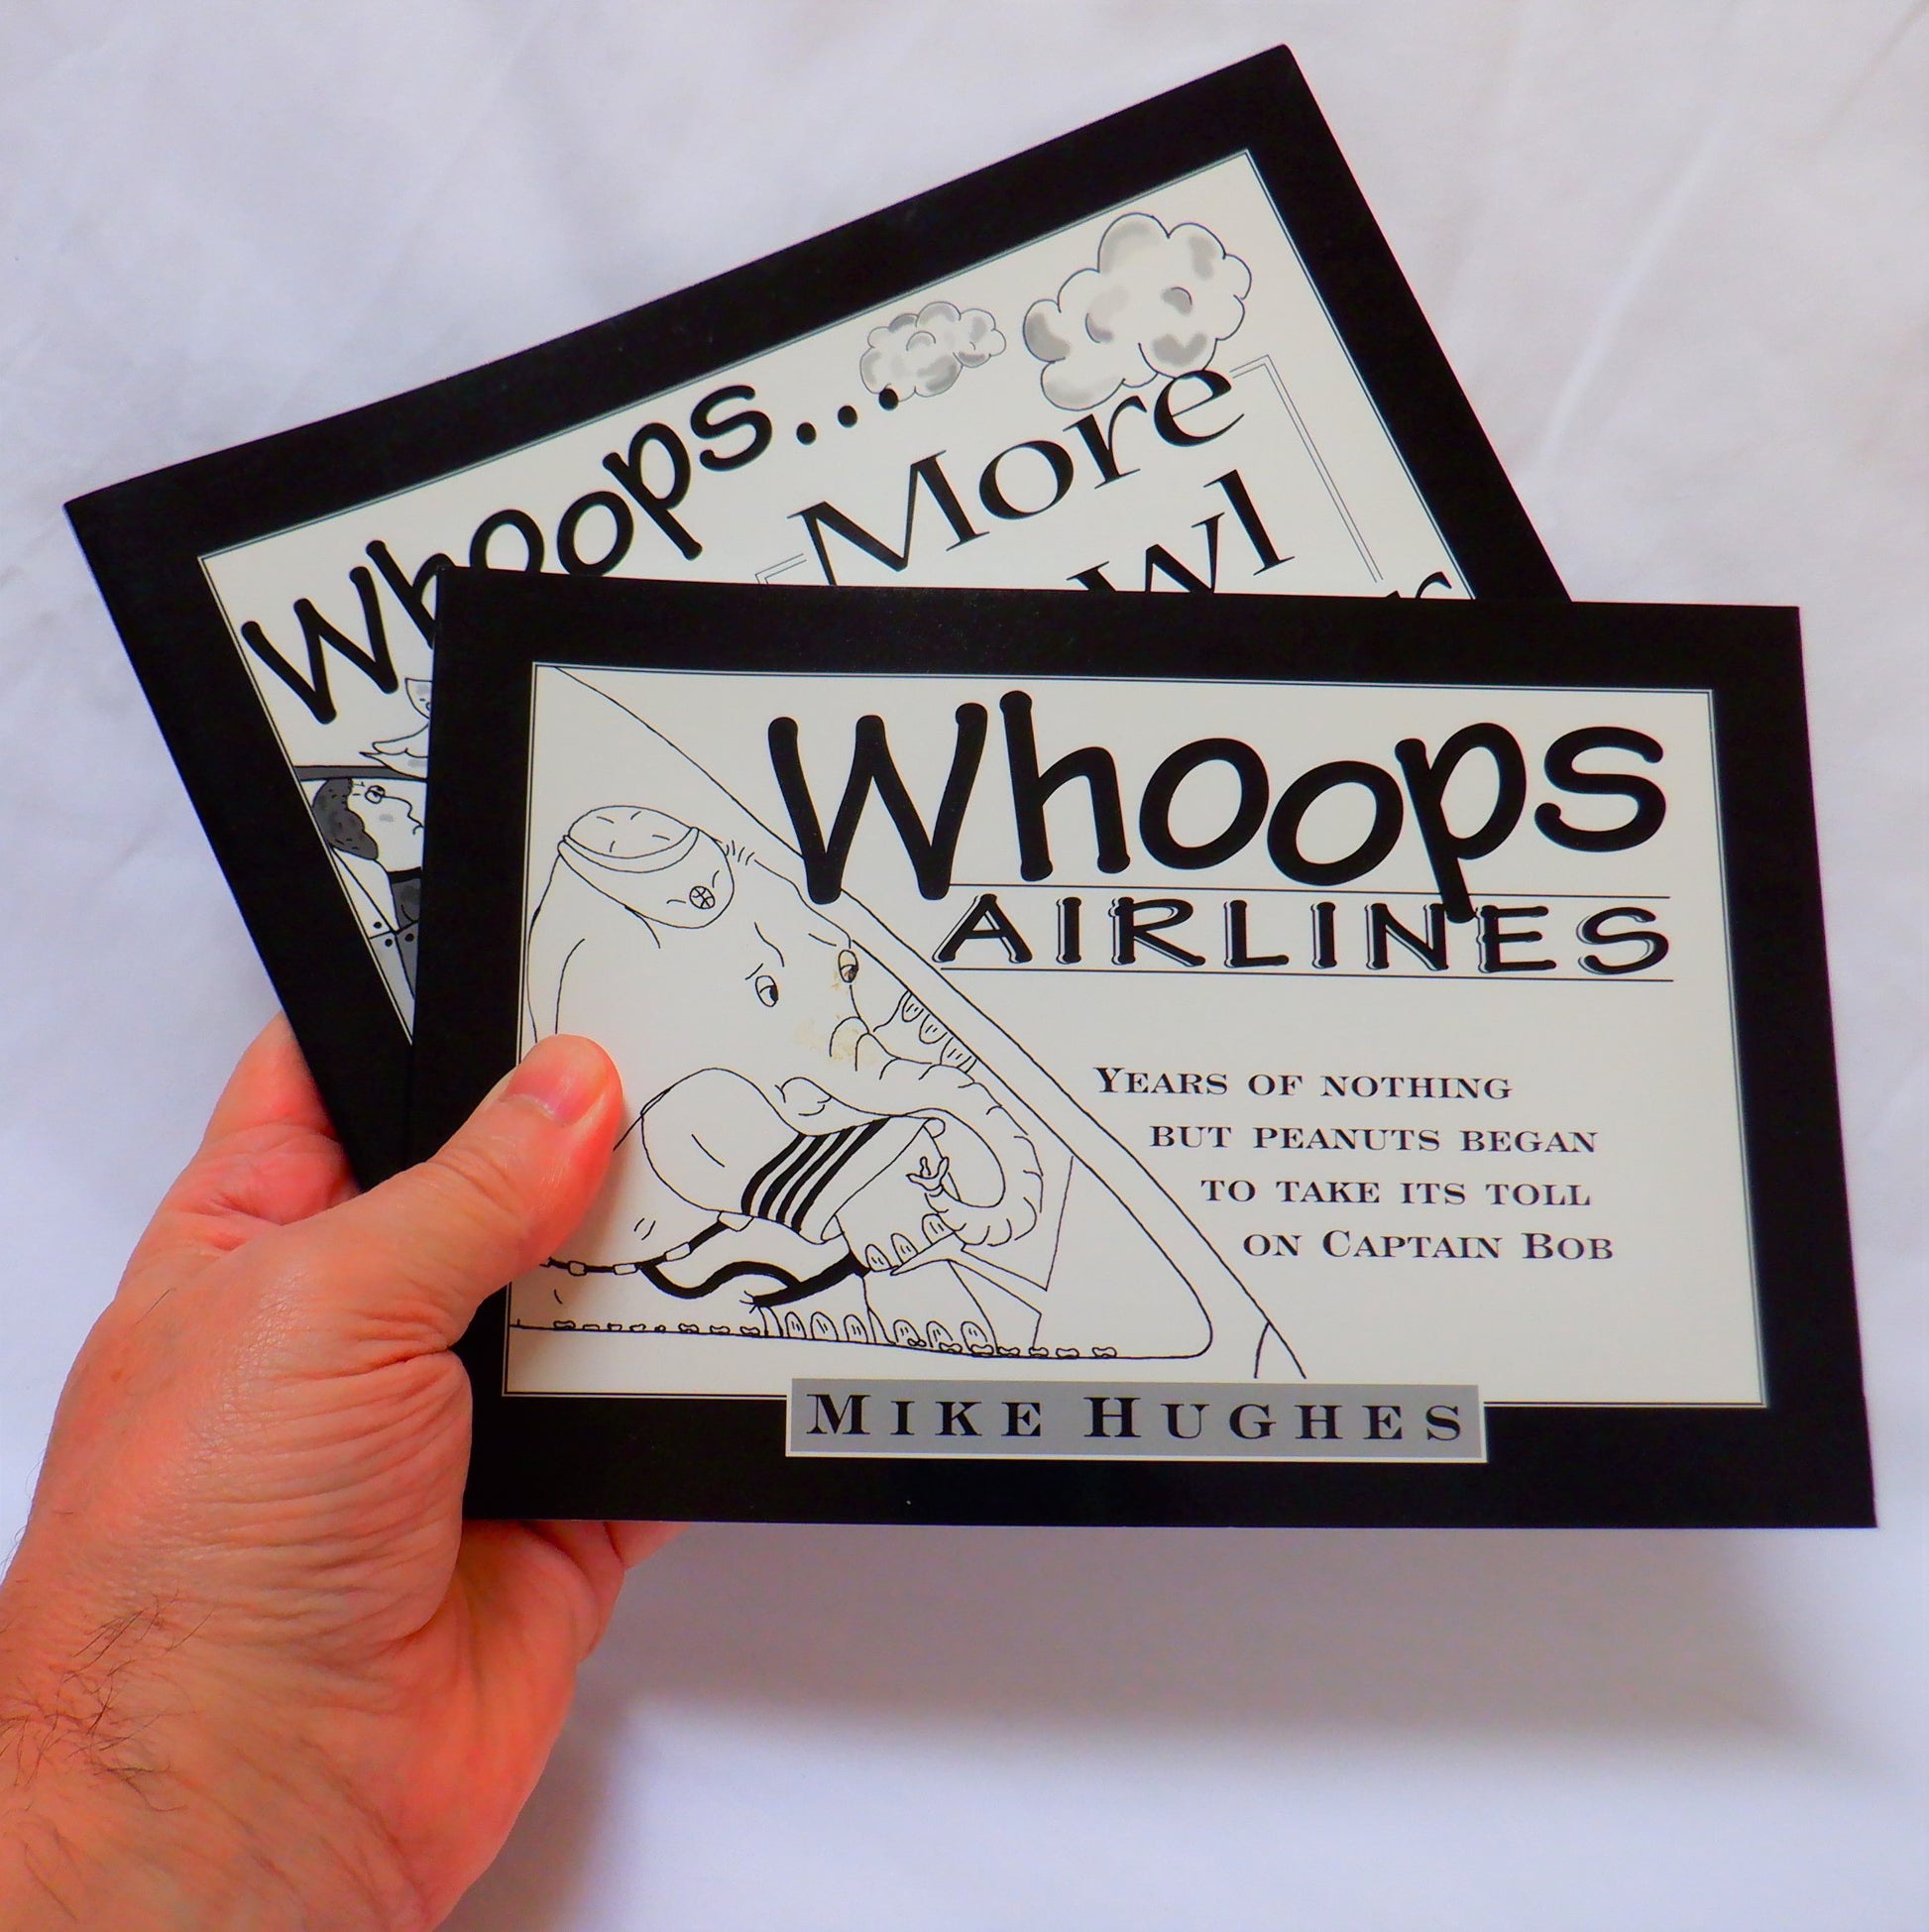 Whoops...
More
Whoops
AIRLINES
YEARS OF NOTHING
BUT PEANUTS BEGAN
TO TAKE ITS TOLL
ON CAPTAIN BOB
MIKE HUGHES